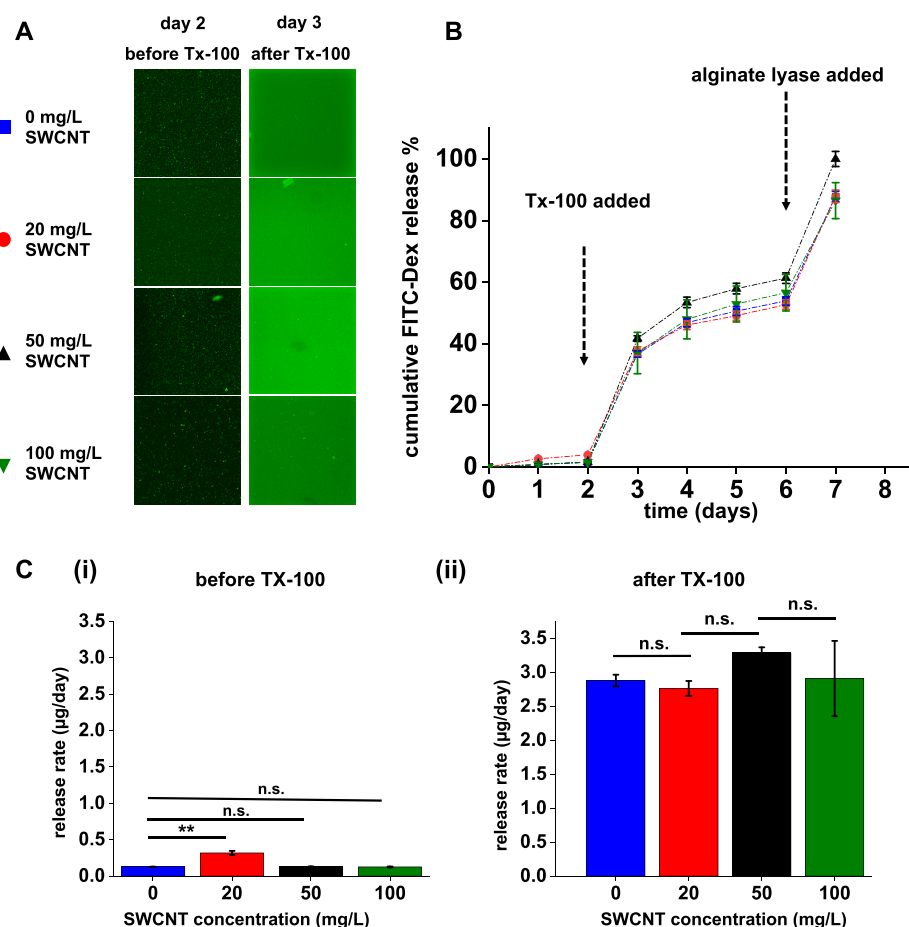 A
day 2
day 3
before Tx-100
after Tx-100
0 mg/L
SWCNT
20 mg/L
SWCNT
50 mg/L
SWCNT
100 mg/L
SWCNT
B
alginate lyase added
Tx-100 added
cumulative FITC-Dex release %
100
80
60
40
20
0
0 1 2 3 4 5 6 7 8
time (days)
C
(i)
before TX-100
release rate (µg/day)
3.5
3.0
2.5
2.0
1.5
1.0
0.5
0.0
n.s.
n.s.
**
0 20 50 100
SWCNT concentration (mg/L)
(ii)
after TX-100
release rate (µg/day)
3.5
3.0
2.5
2.0
1.5
1.0
0.5
0.0
n.s.
n.s.
n.s.
0 20 50 100
SWCNT concentration (mg/L)